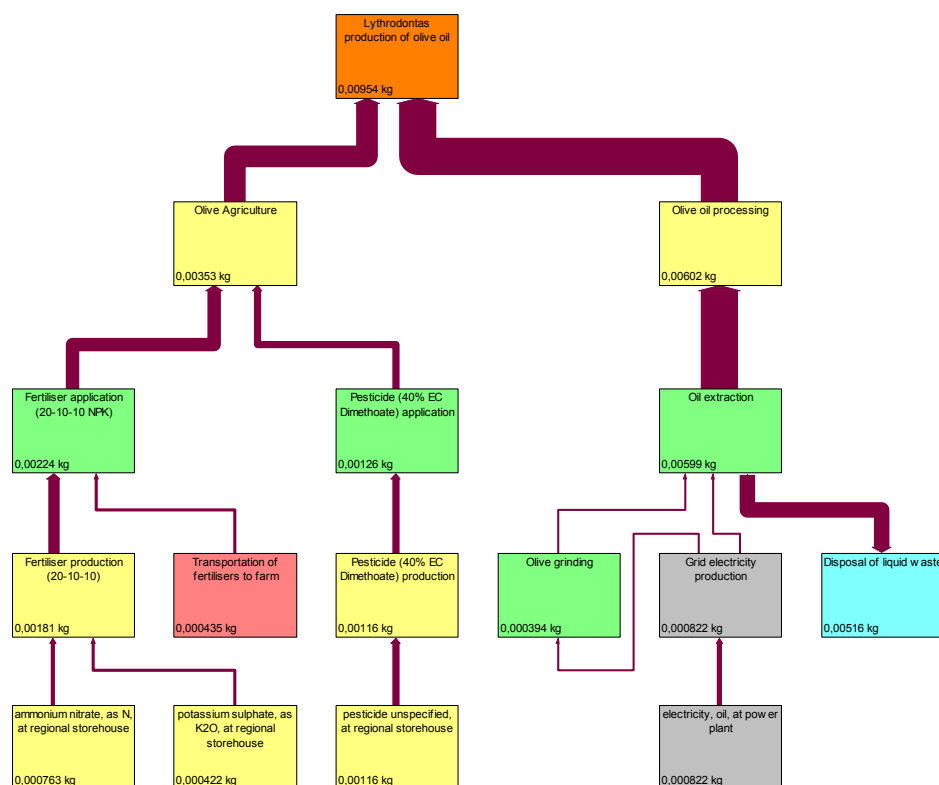 Lythrodontas
production of olive oil
0,00954 kg
Olive Agriculture
0,00353 kg
Olive oil processing
0,00602 kg
Fertiliser application
(20-10-10 NPK)
0,00224 kg
Pesticide (40% EC
Dimethoate) application
0,00126 kg
Oil extraction
0,00599 kg
Fertiliser production
(20-10-10)
0,00181 kg
Transportation of
fertilisers to farm
0,000435 kg
Pesticide (40% EC
Dimethoate) production
0,00116 kg
Olive grinding
0,000394 kg
Grid electricity
production
0,000822 kg
Disposal of liquid waste
0,00516 kg
ammonium nitrate, as N,
at regional storehouse
0,000763 kg
potassium sulphate, as
K2O, at regional
storehouse
0,000422 kg
pesticide unspecified,
at regional storehouse
0,00116 kg
electricity, oil, at power
plant
0,000822 kg